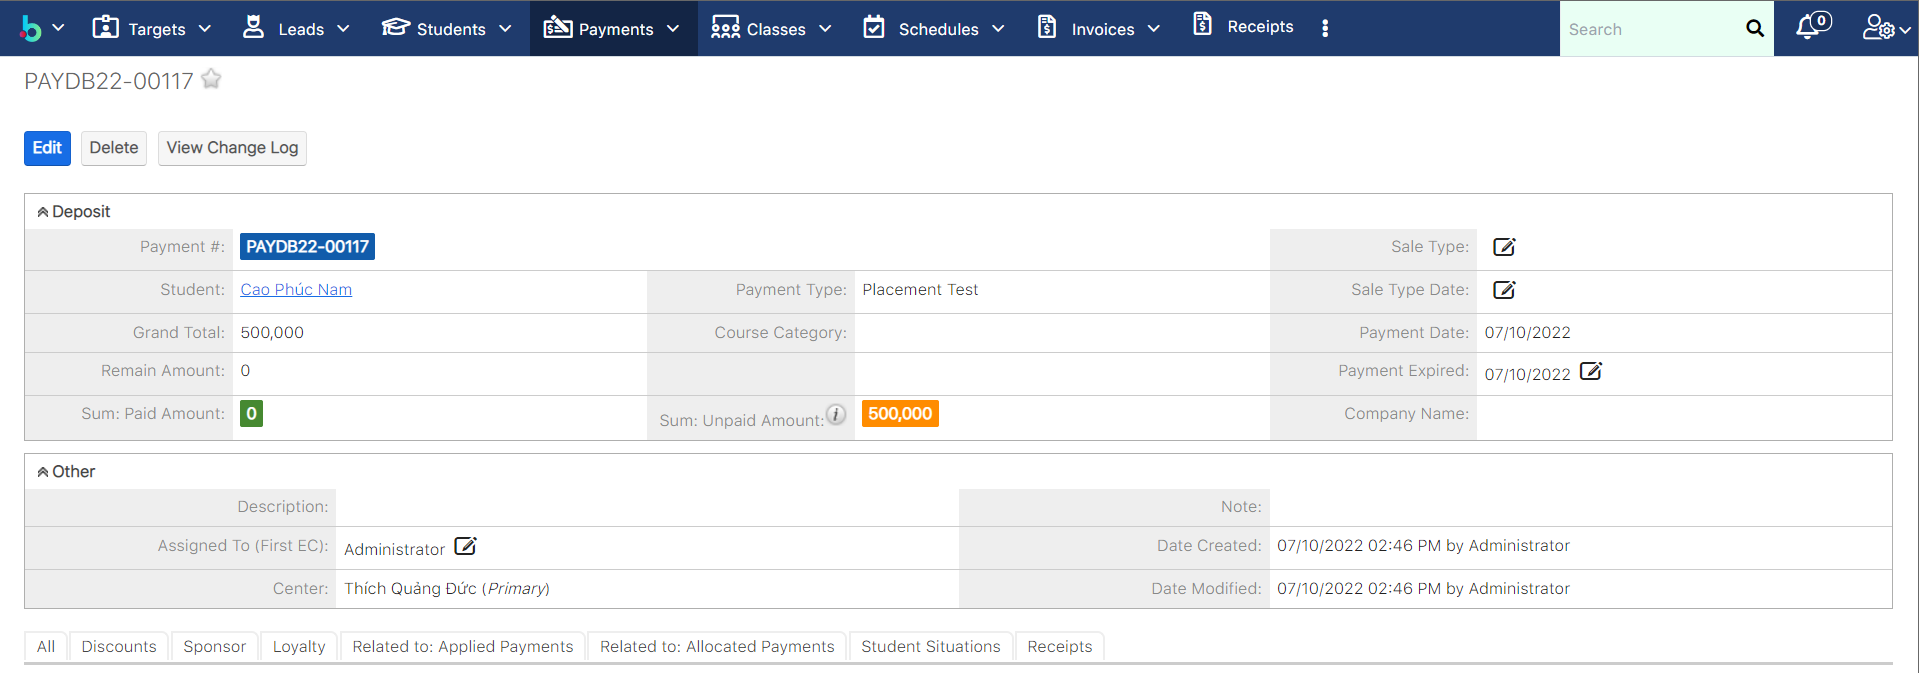 Targets Leads Students Payments Classes Schedules Invoices Receipts Search 0
PAYDB22-00117
Edit Delete View Change Log
Deposit
Payment #: PAYDB22-00117 Sale Type:
Student: Cao Phúc Nam Payment Type: Placement Test Sale Type Date:
Grand Total: 500,000 Course Category: Payment Date: 07/10/2022
Remain Amount: 0 Payment Expired: 07/10/2022
Sum: Paid Amount: 0 Sum: Unpaid Amount: 500,000 Company Name:
Other
Description: Note:
Assigned To (First EC): Administrator Date Created: 07/10/2022 02:46 PM by Administrator
Center: Thích Quảng Đức (Primary) Date Modified: 07/10/2022 02:46 PM by Administrator
All Discounts Sponsor Loyalty Related to: Applied Payments Related to: Allocated Payments Student Situations Receipts